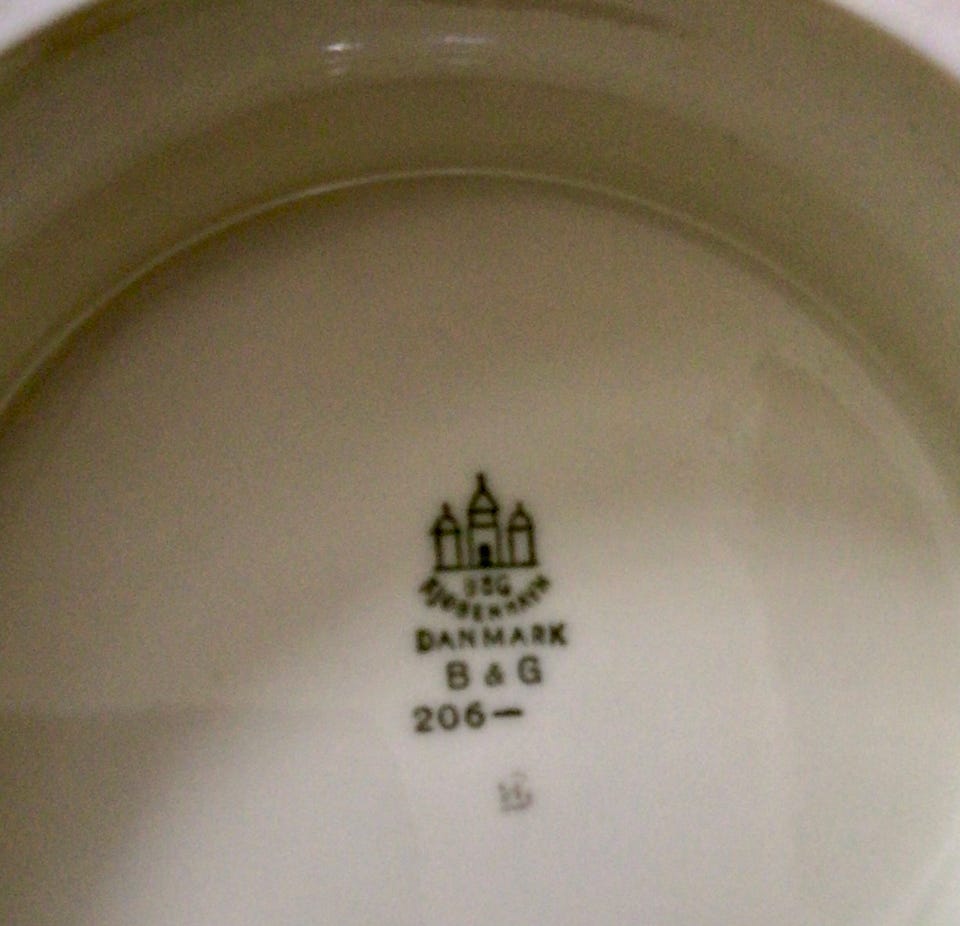 B&G
KJØBENHAVN
DANMARK
B & G
206—